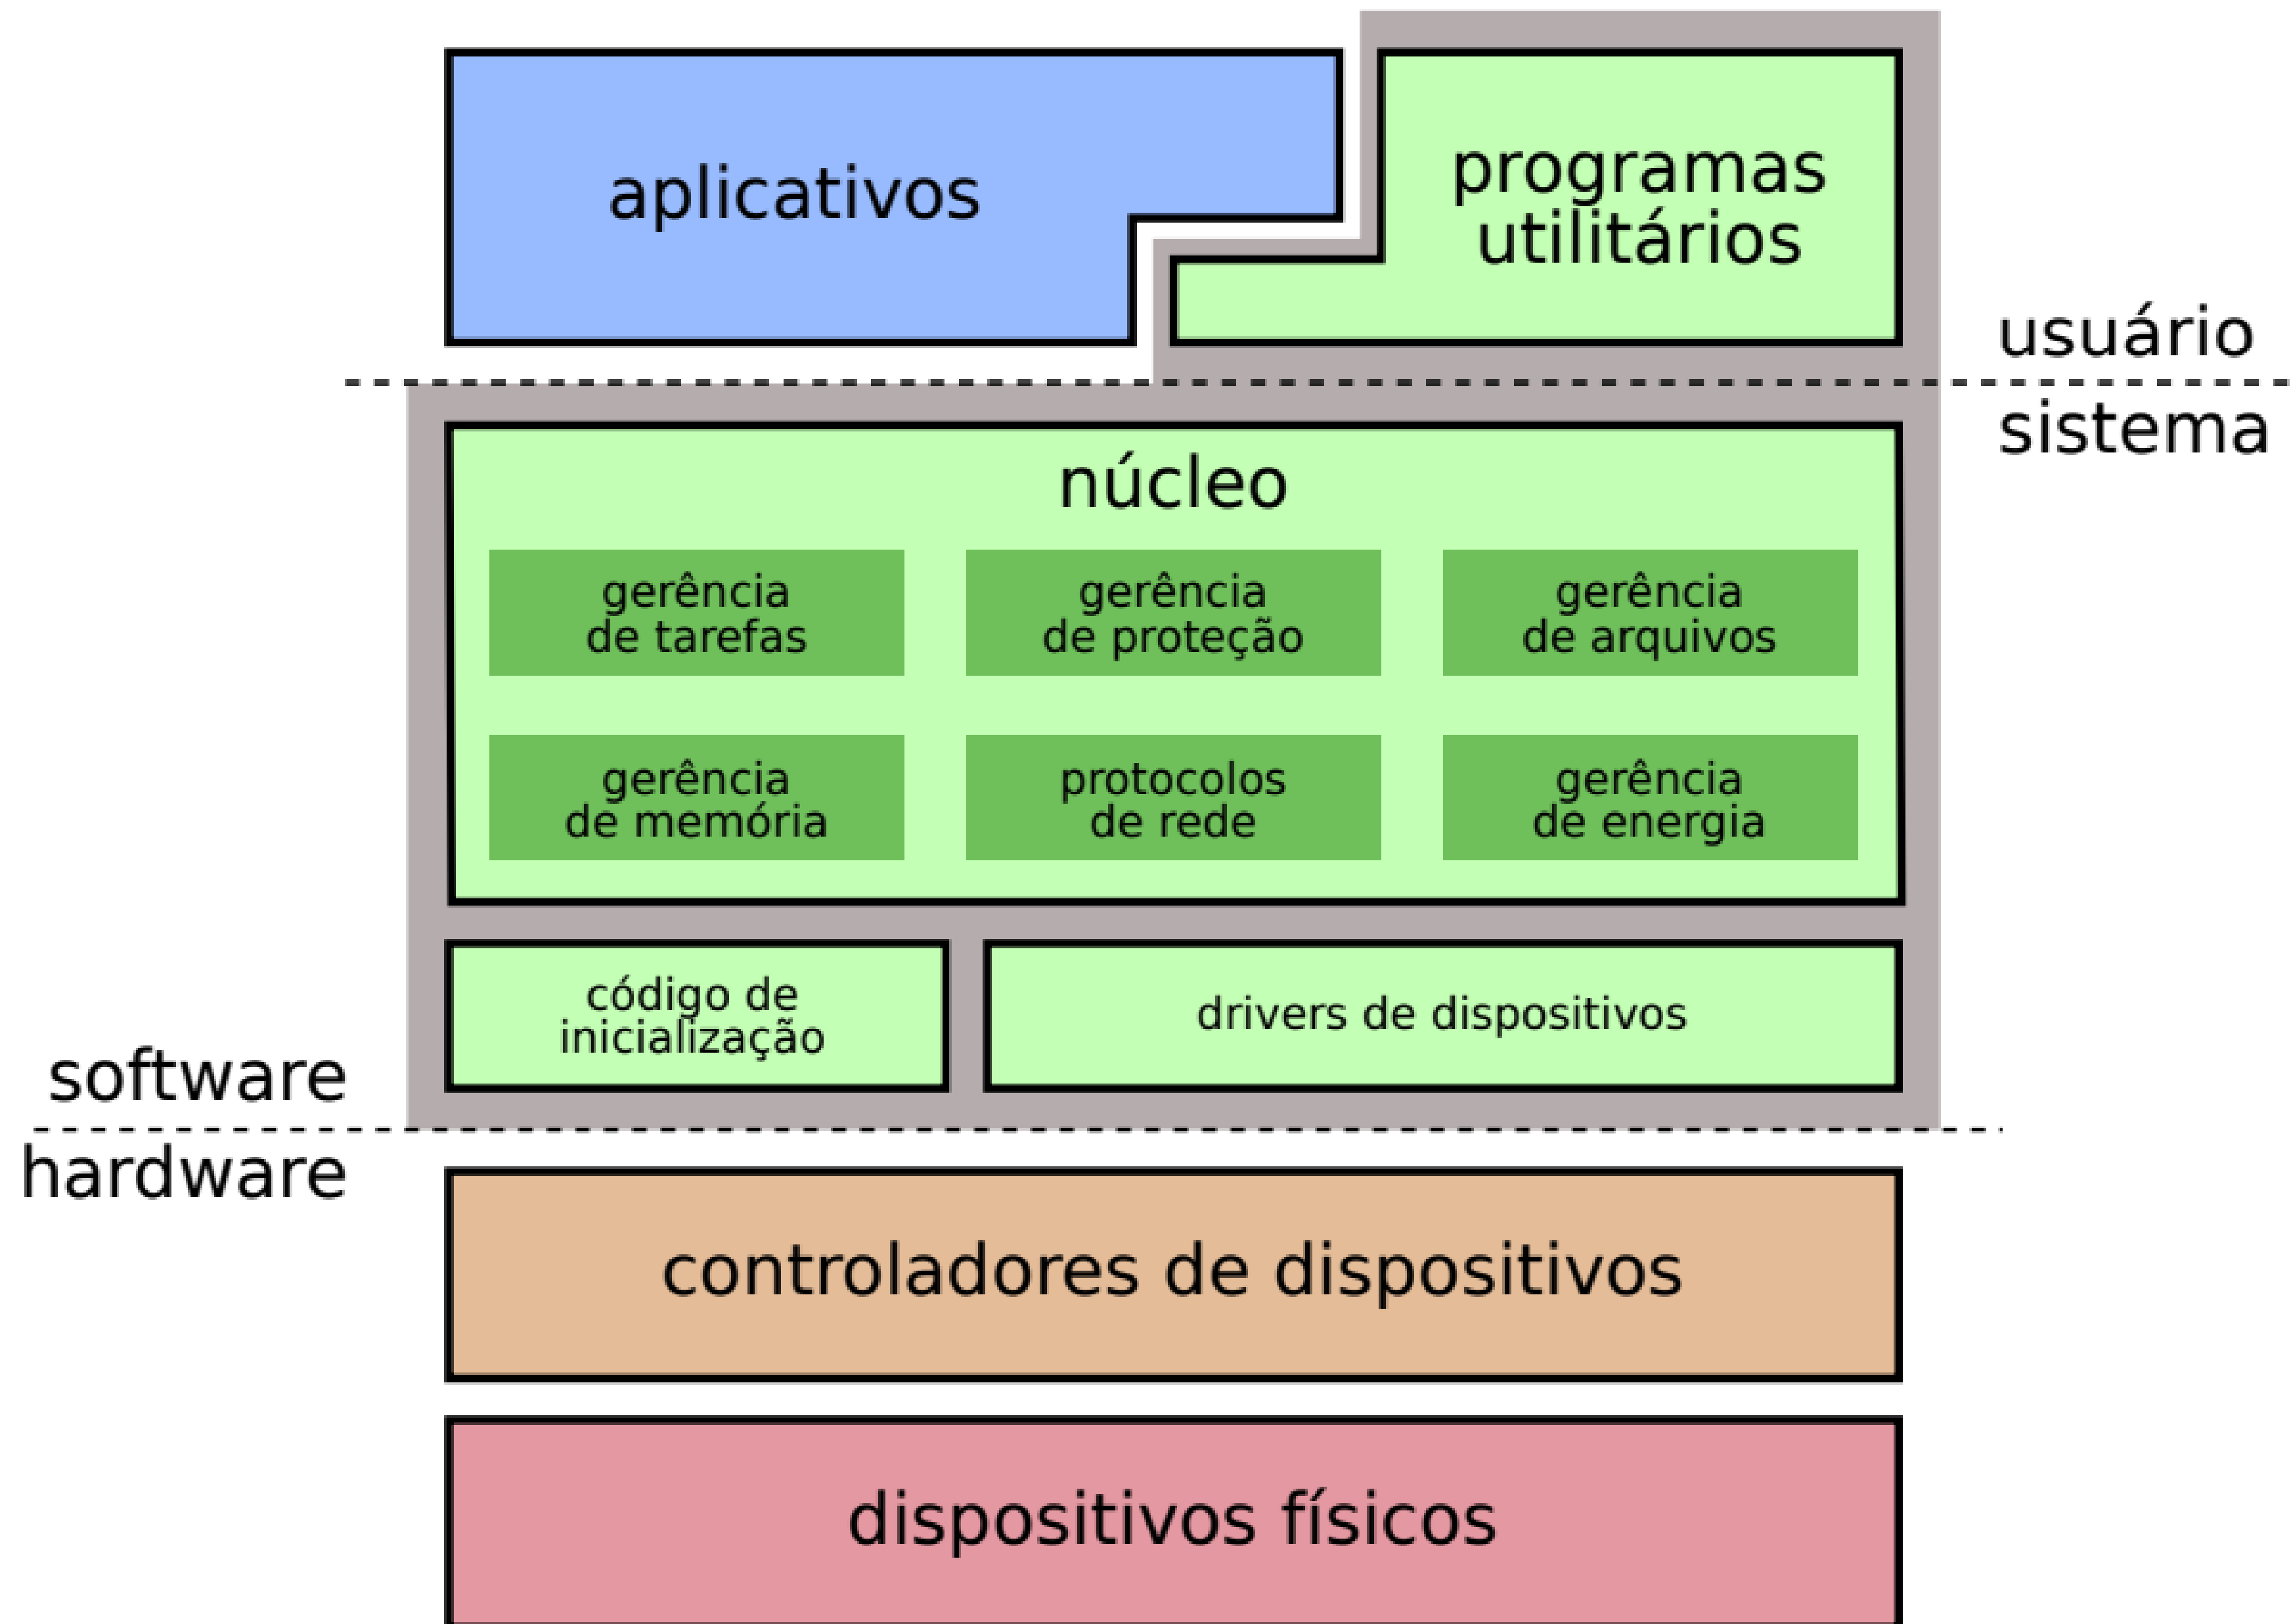 aplicativos
programas
utilitários
usuário
sistema
núcleo
gerência
de tarefas
gerência
de proteção
gerência
de arquivos
gerência
de memória
protocolos
de rede
gerência
de energia
código de
inicialização
drivers de dispositivos
software
hardware
controladores de dispositivos
dispositivos físicos